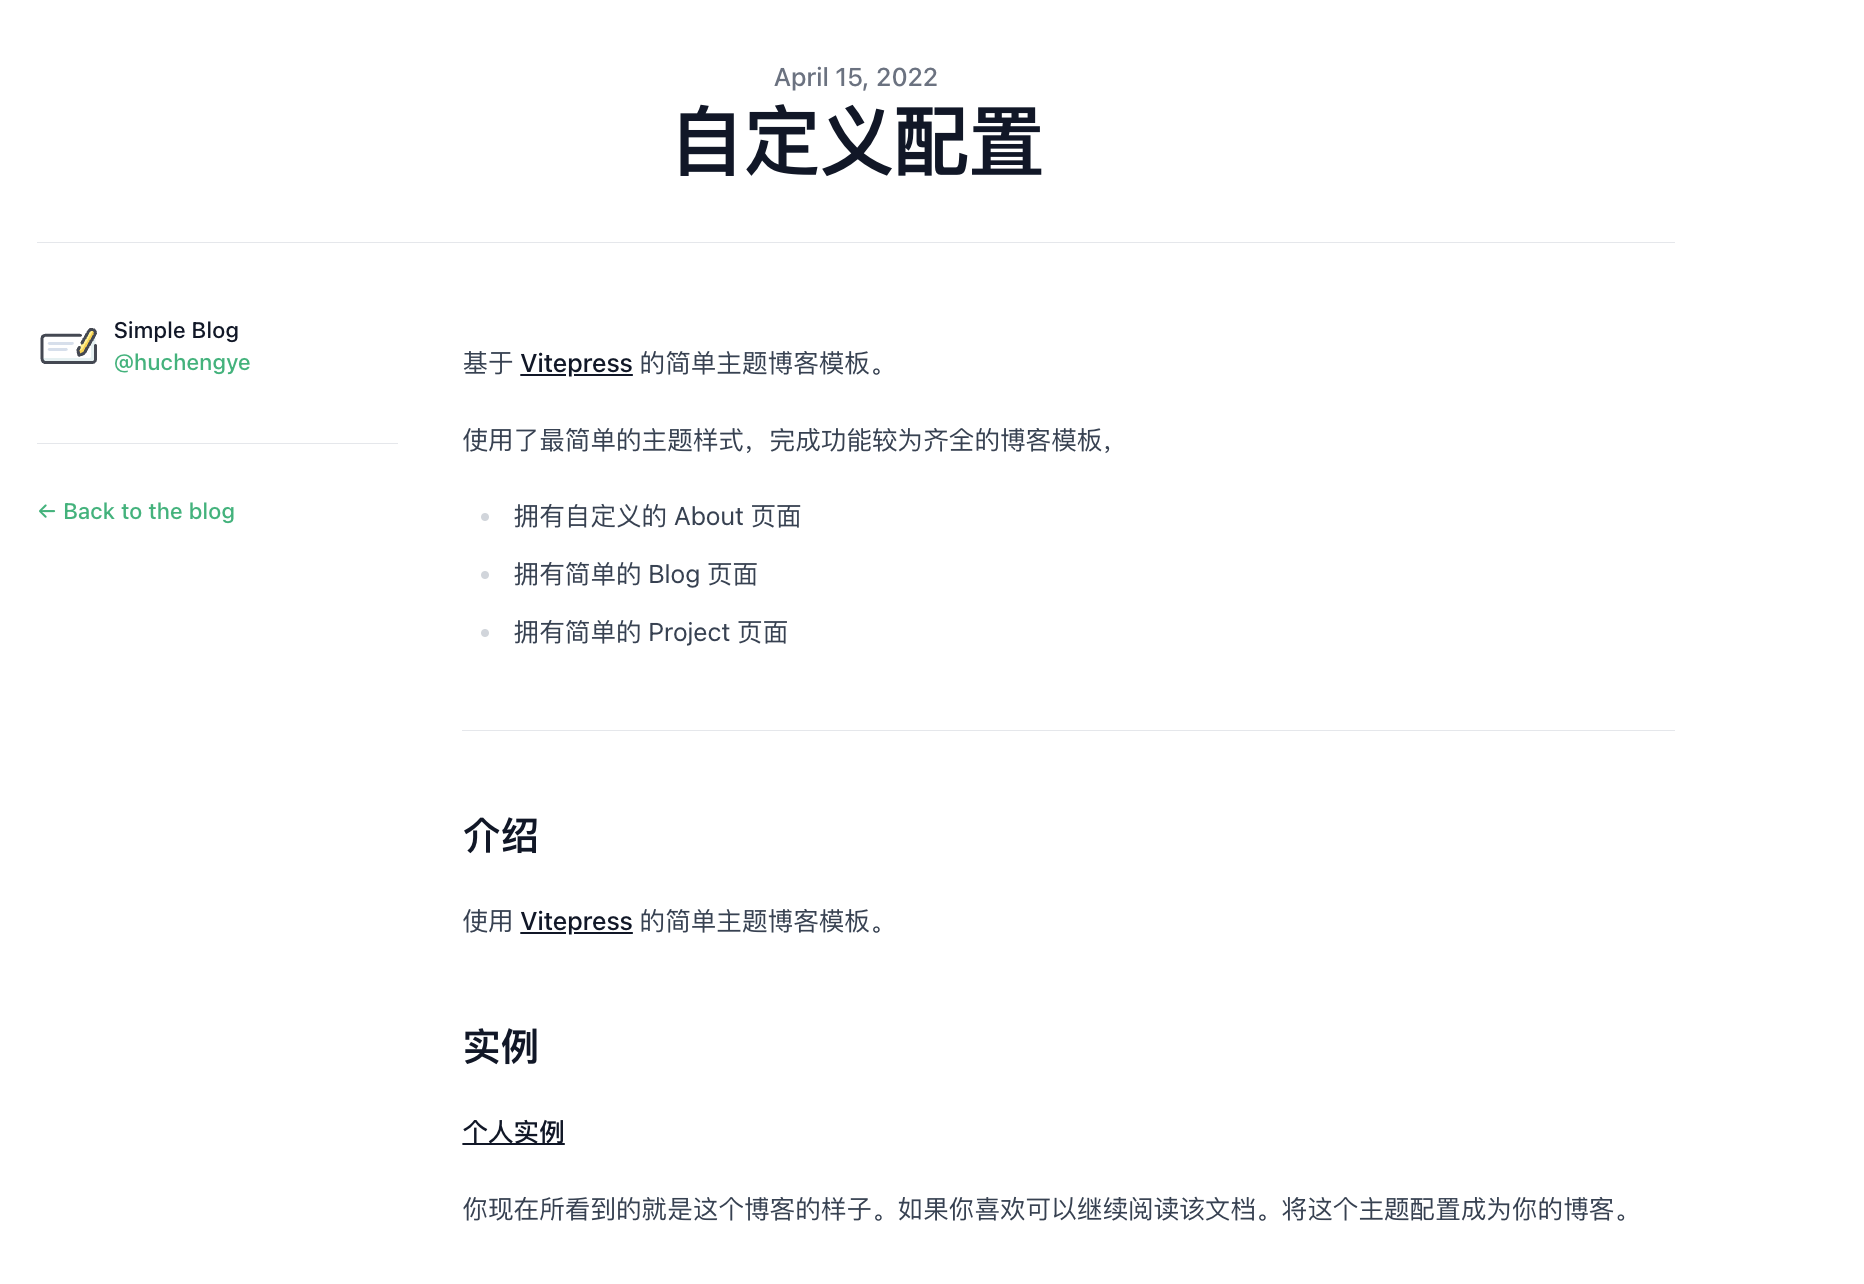 April 15, 2022
自定义配置
Simple Blog
@huchengye
← Back to the blog
基于 Vitepress 的简单主题博客模板。
使用了最简单的主题样式，完成功能较为齐全的博客模板，
拥有自定义的 About 页面
拥有简单的 Blog 页面
拥有简单的 Project 页面
介绍
使用 Vitepress 的简单主题博客模板。
实例
个人实例
你现在所看到的就是这个博客的样子。如果你喜欢可以继续阅读该文档。将这个主题配置成为你的博客。